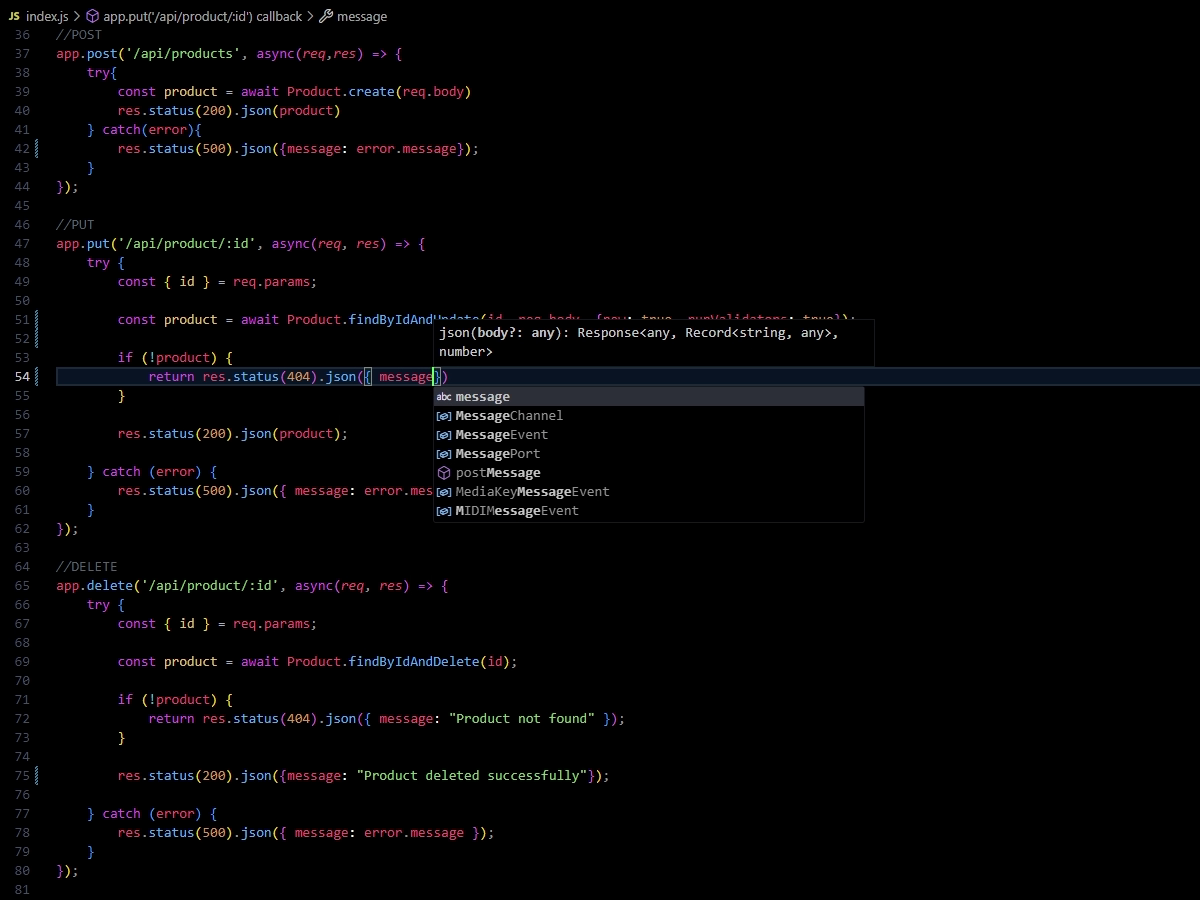 JS index.js > app.put('/api/product/:id') callback > message
36 //POST
37 app.post('/api/products', async(req,res) => {
38 try{
39 const product = await Product.create(req.body)
40 res.status(200).json(product)
41 } catch(error){
42 res.status(500).json({message: error.message});
43 }
44 });
45
46 //PUT
47 app.put('/api/product/:id', async(req, res) => {
48 try {
49 const { id } = req.params;
50
51 const product = await Product.findByIdAndUpdate(id, req.body, {new: true, runValidators: true});
json(body?: any): Response<any, Record<string, any>,
52
number>
53 if (!product) {
54 return res.status(404).json({ message})
55 }
abc message
56
MessageChannel
57 res.status(200).json(product);
MessageEvent
58
MessagePort
59 } catch (error) {
postMessage
60 res.status(500).json({ message: error.mes
MediaKeyMessageEvent
61 }
MIDIMessageEvent
62 });
63
64 //DELETE
65 app.delete('/api/product/:id', async(req, res) => {
66 try {
67 const { id } = req.params;
68
69 const product = await Product.findByIdAndDelete(id);
70
71 if (!product) {
72 return res.status(404).json({ message: "Product not found" });
73 }
74
75 res.status(200).json({message: "Product deleted successfully"});
76
77 } catch (error) {
78 res.status(500).json({ message: error.message });
79 }
80 });
81